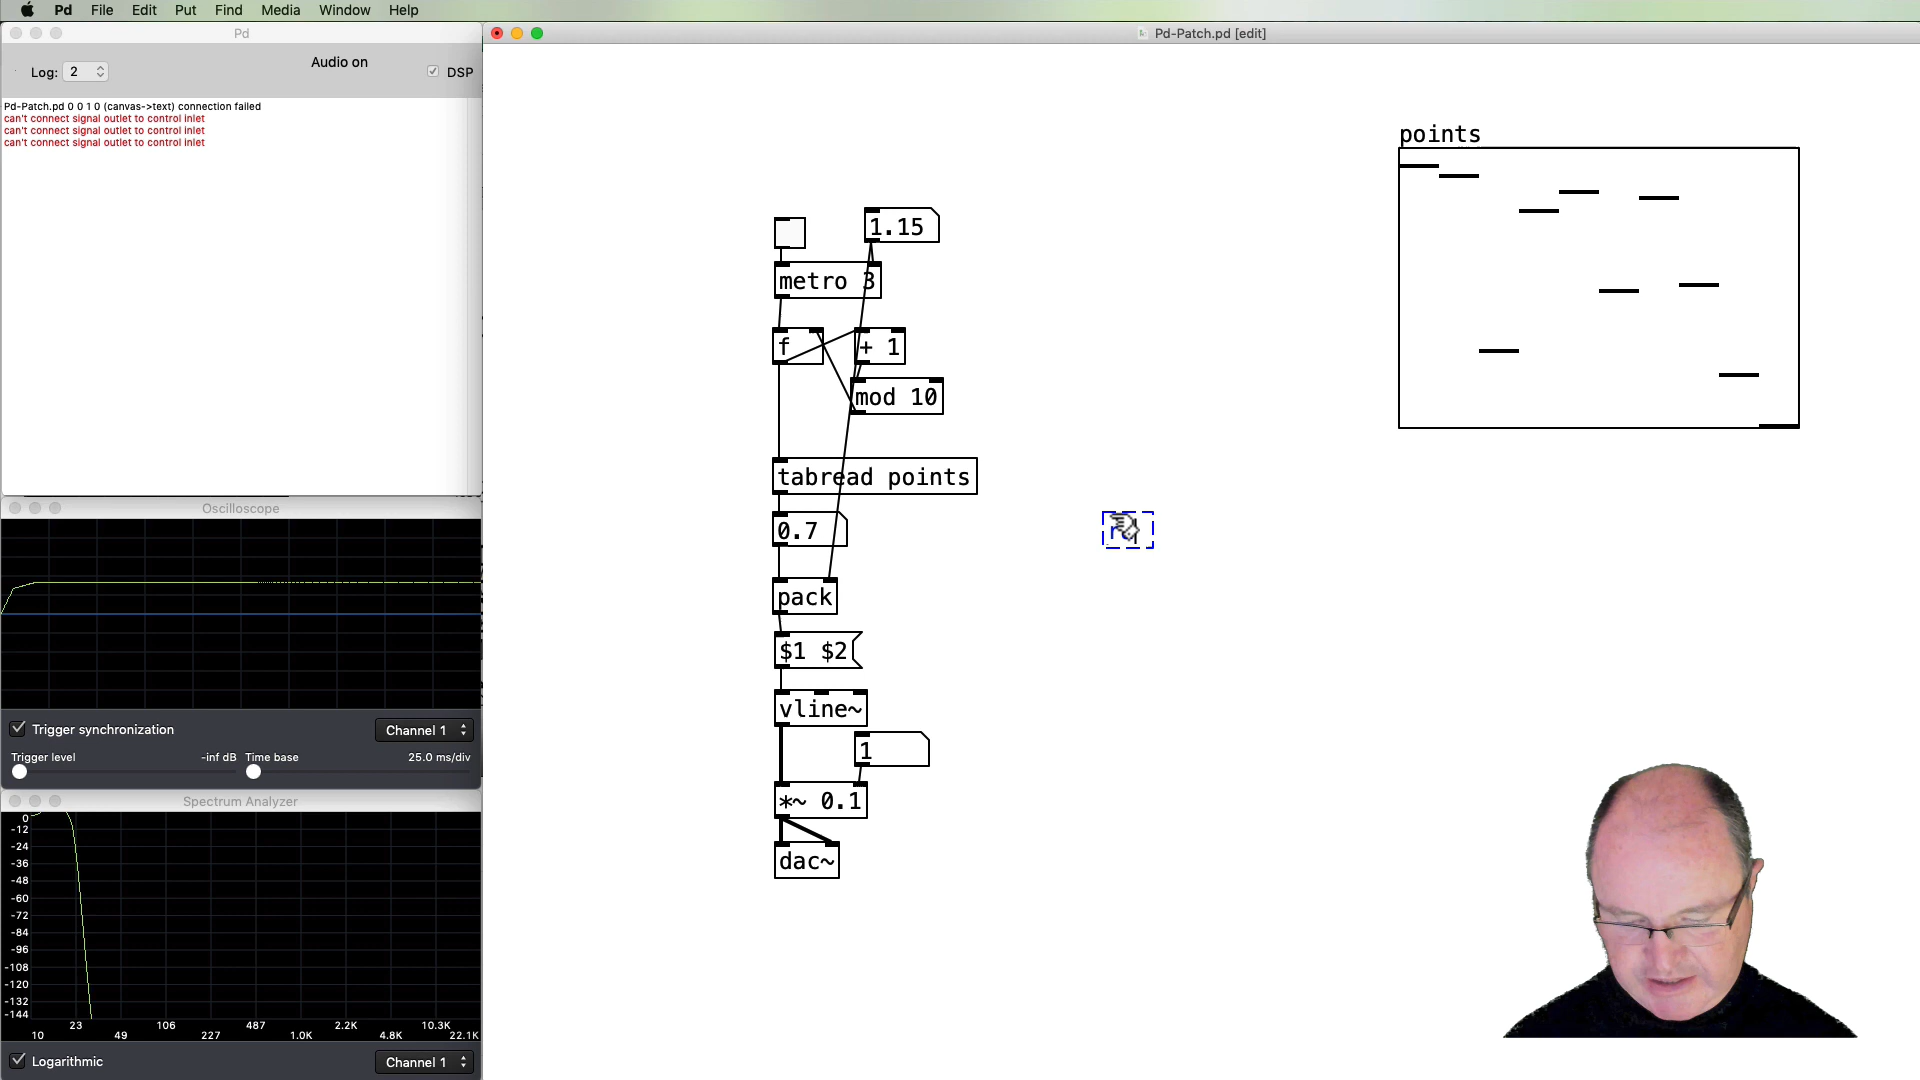 Pd File Edit Put Find Media Window Help
Pd
Log: 2
Audio on
DSP
Pd-Patch.pd 0 0 1 0 (canvas->text) connection failed
can't connect signal outlet to control inlet
can't connect signal outlet to control inlet
can't connect signal outlet to control inlet
Oscilloscope
Trigger synchronization
Channel 1
Trigger level
-inf dB
Time base
25.0 ms/div
Spectrum Analyzer
0
-12
-24
-36
-48
-60
-72
-84
-96
-108
-120
-132
-144
23 106 487 2.2K 10.3K
10 49 227 1.0K 4.8K 22.1K
Logarithmic
Channel 1
Pd-Patch.pd [edit]
points
1.15
metro 3
f
+ 1
mod 10
tabread points
0.7
pack
$1 $2
vline~
1
*~ 0.1
dac~